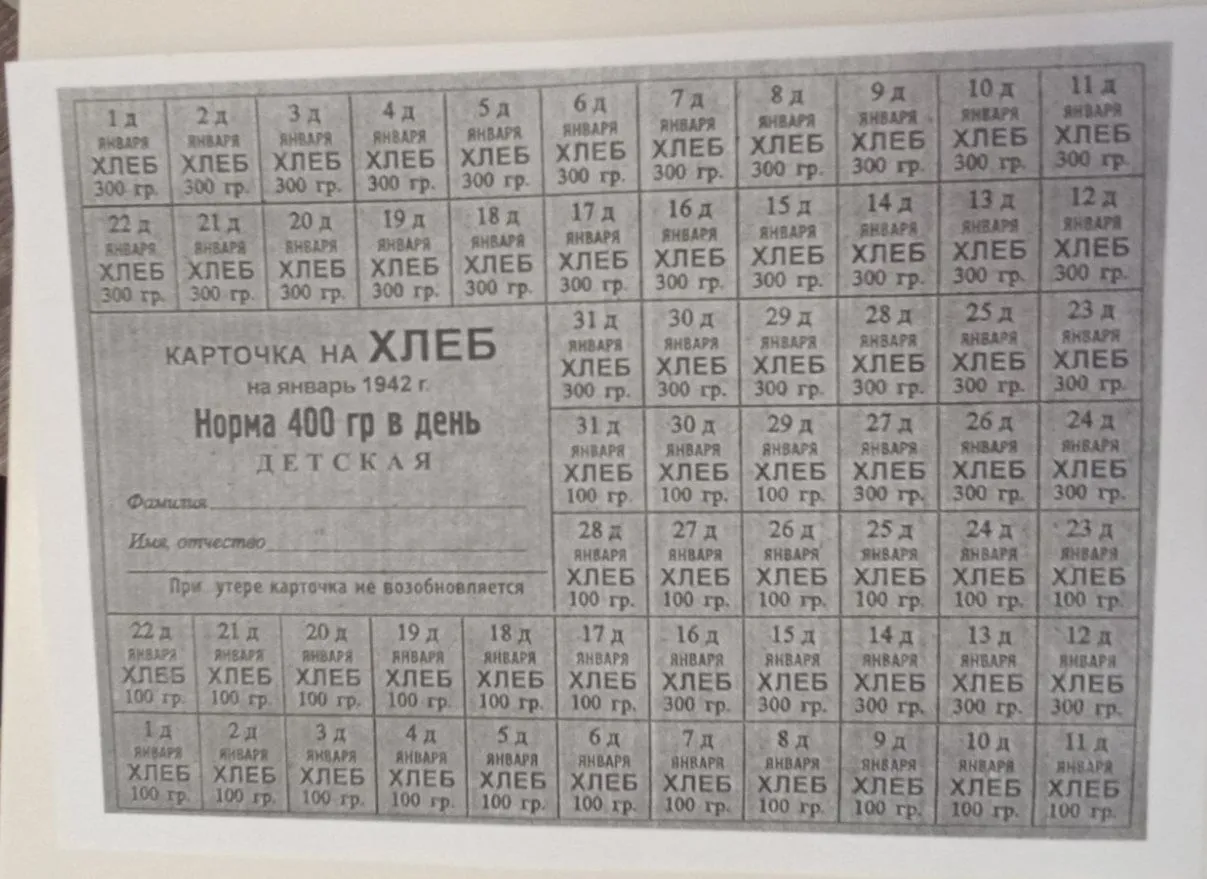 1 д 2 д 3 д 4 д 5 д 6 д 7 д 8 д 9 д 10 д 11 д
ЯНВАРЯ ЯНВАРЯ ЯНВАРЯ ЯНВАРЯ ЯНВАРЯ ЯНВАРЯ ЯНВАРЯ ЯНВАРЯ ЯНВАРЯ ЯНВАРЯ ЯНВАРЯ
ХЛЕБ ХЛЕБ ХЛЕБ ХЛЕБ ХЛЕБ ХЛЕБ ХЛЕБ ХЛЕБ ХЛЕБ ХЛЕБ ХЛЕБ
300 гр. 300 гр. 300 гр. 300 гр. 300 гр. 300 гр. 300 гр. 300 гр. 300 гр. 300 гр. 300 гр.
22 д 21 д 20 д 19 д 18 д 17 д 16 д 15 д 14 д 13 д 12 д
ЯНВАРЯ ЯНВАРЯ ЯНВАРЯ ЯНВАРЯ ЯНВАРЯ ЯНВАРЯ ЯНВАРЯ ЯНВАРЯ ЯНВАРЯ ЯНВАРЯ ЯНВАРЯ
ХЛЕБ ХЛЕБ ХЛЕБ ХЛЕБ ХЛЕБ ХЛЕБ ХЛЕБ ХЛЕБ ХЛЕБ ХЛЕБ ХЛЕБ
300 гр. 300 гр. 300 гр. 300 гр. 300 гр. 300 гр. 300 гр. 300 гр. 300 гр. 300 гр. 300 гр.
КАРТОЧКА НА ХЛЕБ
на январь 1942 г.
Норма 400 гр в день
ДЕТСКАЯ
Фамилия
Имя, отчество
При утере карточка не возобновляется
31 д 30 д 29 д 28 д 25 д 23 д
ЯНВАРЯ ЯНВАРЯ ЯНВАРЯ ЯНВАРЯ ЯНВАРЯ ЯНВАРЯ
ХЛЕБ ХЛЕБ ХЛЕБ ХЛЕБ ХЛЕБ ХЛЕБ
300 гр. 300 гр. 300 гр. 300 гр. 300 гр. 300 гр.
31 д 30 д 29 д 27 д 26 д 24 д
ЯНВАРЯ ЯНВАРЯ ЯНВАРЯ ЯНВАРЯ ЯНВАРЯ ЯНВАРЯ
ХЛЕБ ХЛЕБ ХЛЕБ ХЛЕБ ХЛЕБ ХЛЕБ
100 гр. 100 гр. 100 гр. 300 гр. 300 гр. 300 гр.
28 д 27 д 26 д 25 д 24 д 23 д
ЯНВАРЯ ЯНВАРЯ ЯНВАРЯ ЯНВАРЯ ЯНВАРЯ ЯНВАРЯ
ХЛЕБ ХЛЕБ ХЛЕБ ХЛЕБ ХЛЕБ ХЛЕБ
100 гр. 100 гр. 100 гр. 100 гр. 100 гр. 100 гр.
22 д 21 д 20 д 19 д 18 д 17 д 16 д 15 д 14 д 13 д 12 д
ЯНВАРЯ ЯНВАРЯ ЯНВАРЯ ЯНВАРЯ ЯНВАРЯ ЯНВАРЯ ЯНВАРЯ ЯНВАРЯ ЯНВАРЯ ЯНВАРЯ ЯНВАРЯ
ХЛЕБ ХЛЕБ ХЛЕБ ХЛЕБ ХЛЕБ ХЛЕБ ХЛЕБ ХЛЕБ ХЛЕБ ХЛЕБ ХЛЕБ
100 гр. 100 гр. 100 гр. 100 гр. 100 гр. 100 гр. 300 гр. 300 гр. 300 гр. 300 гр. 300 гр.
1 д 2 д 3 д 4 д 5 д 6 д 7 д 8 д 9 д 10 д 11 д
ЯНВАРЯ ЯНВАРЯ ЯНВАРЯ ЯНВАРЯ ЯНВАРЯ ЯНВАРЯ ЯНВАРЯ ЯНВАРЯ ЯНВАРЯ ЯНВАРЯ ЯНВАРЯ
ХЛЕБ ХЛЕБ ХЛЕБ ХЛЕБ ХЛЕБ ХЛЕБ ХЛЕБ ХЛЕБ ХЛЕБ ХЛЕБ ХЛЕБ
100 гр. 100 гр. 100 гр. 100 гр. 100 гр. 100 гр. 100 гр. 100 гр. 100 гр. 100 гр. 100 гр.